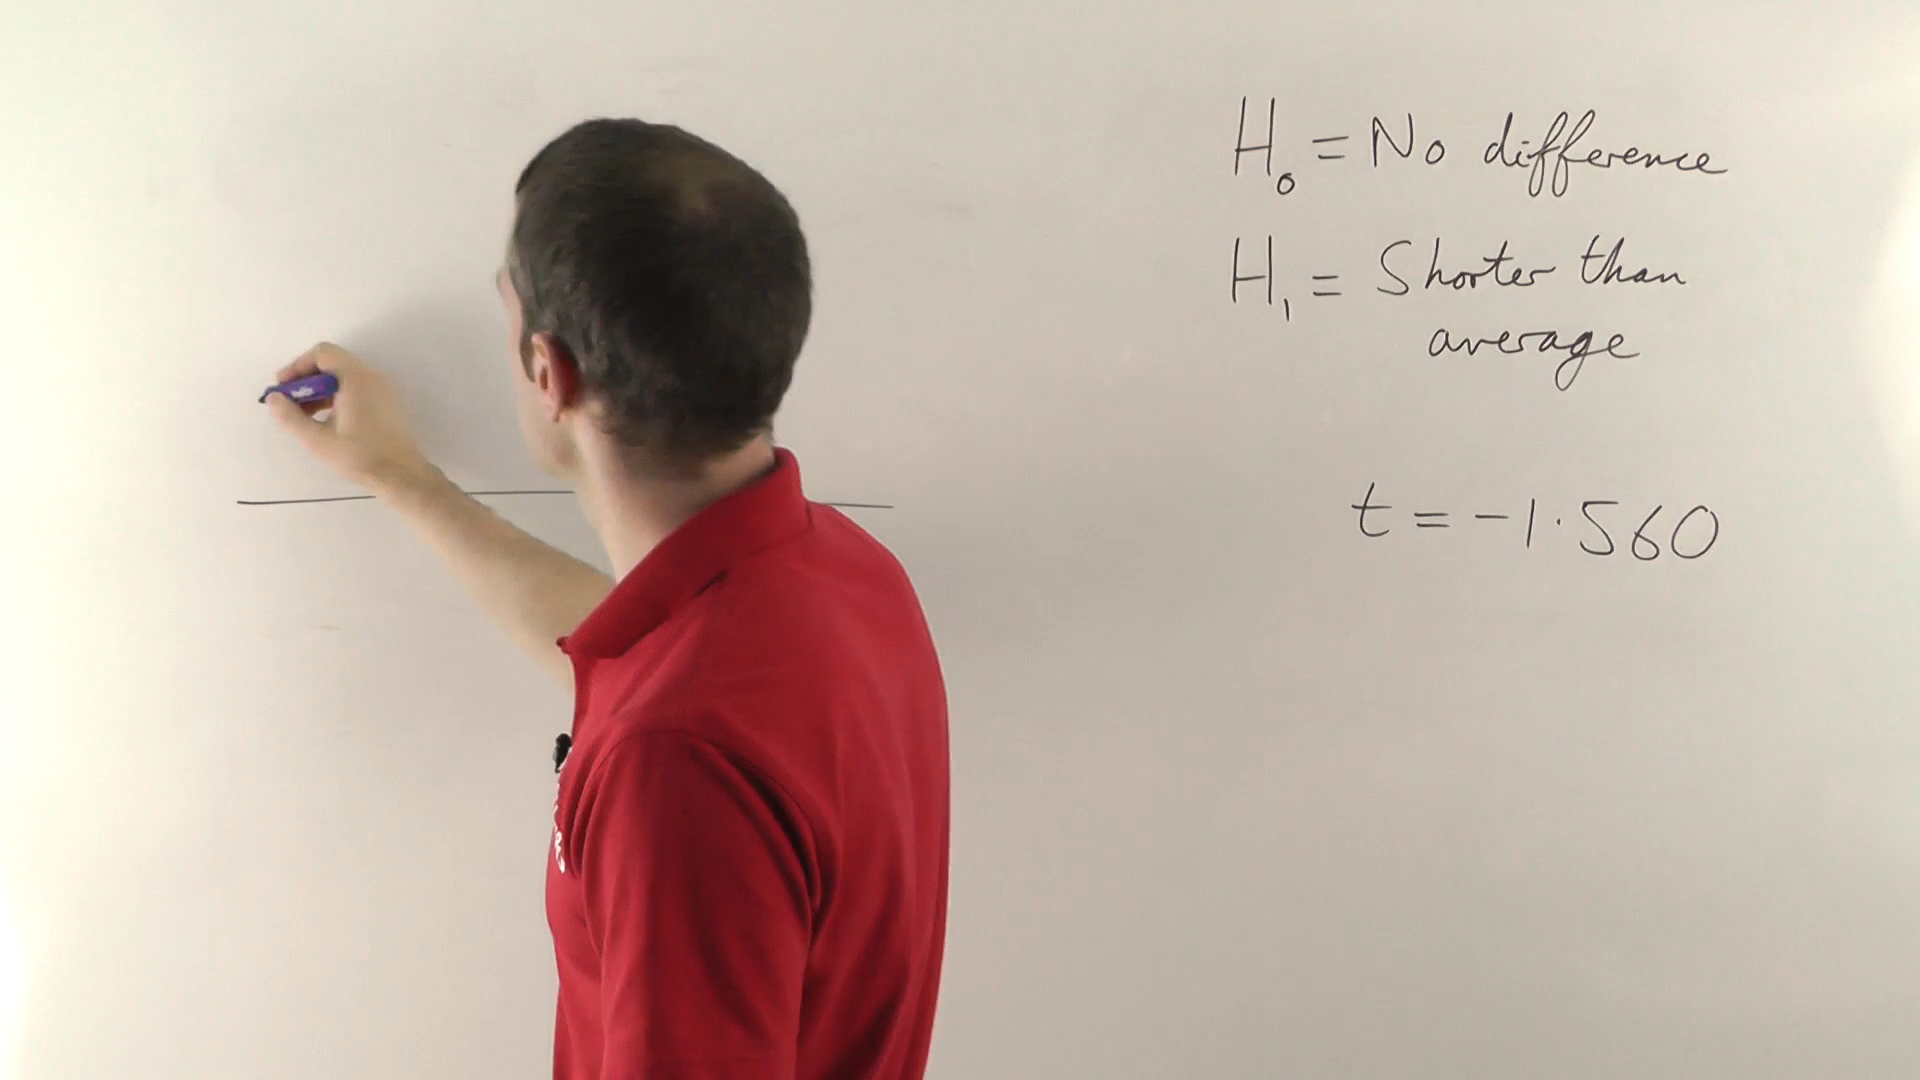 H₀ = No difference
H₁ = Shorter than
average
t = -1·560